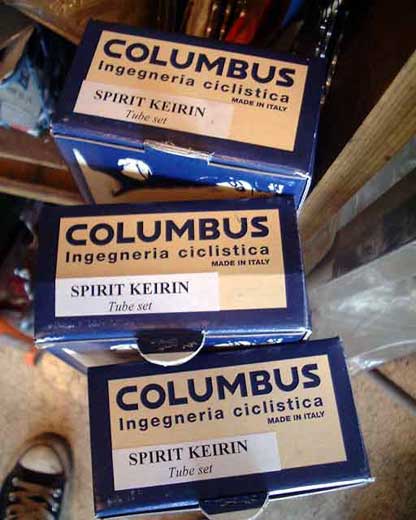 COLUMBUS
Ingegneria ciclistica
MADE IN ITALY
SPIRIT KEIRIN
Tube set
COLUMBUS
Ingegneria ciclistica
MADE IN ITALY
SPIRIT KEIRIN
Tube set
COLUMBUS
Ingegneria ciclistica
MADE IN ITALY
SPIRIT KEIRIN
Tube set